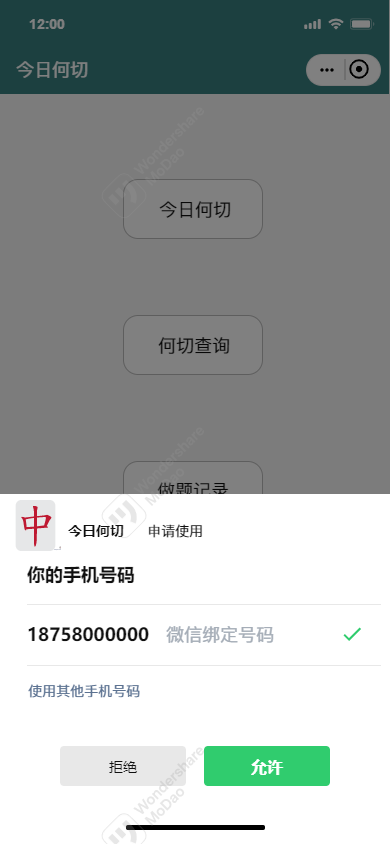 12:00
今日何切
今日何切
Wondershare
MoDao
何切查询
做题记录
Wondershare
MoDao
中
今日何切 申请使用
你的手机号码
18758000000 微信绑定号码
使用其他手机号码
拒绝 允许
Wondershare
MoDao